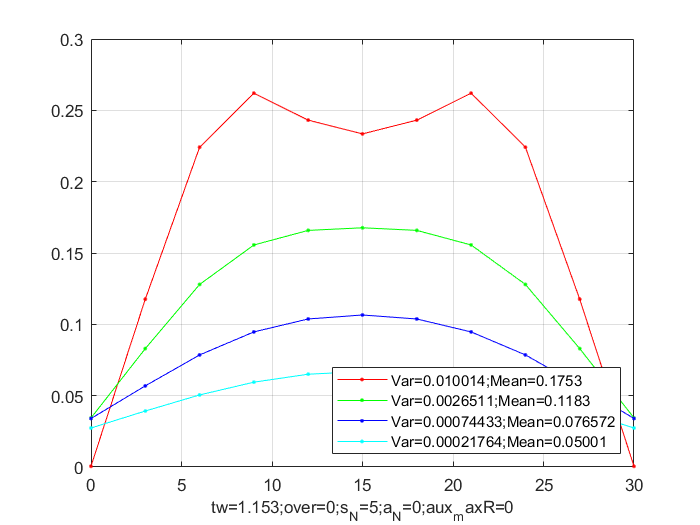 0.3
0.25
0.2
0.15
0.1
0.05
0
0 5 10 15 20 25 30
Var=0.010014;Mean=0.1753
Var=0.0026511;Mean=0.1183
Var=0.00074433;Mean=0.076572
Var=0.00021764;Mean=0.05001
tw=1.153;over=0;s_N=5;a_N=0;aux_maxR=0